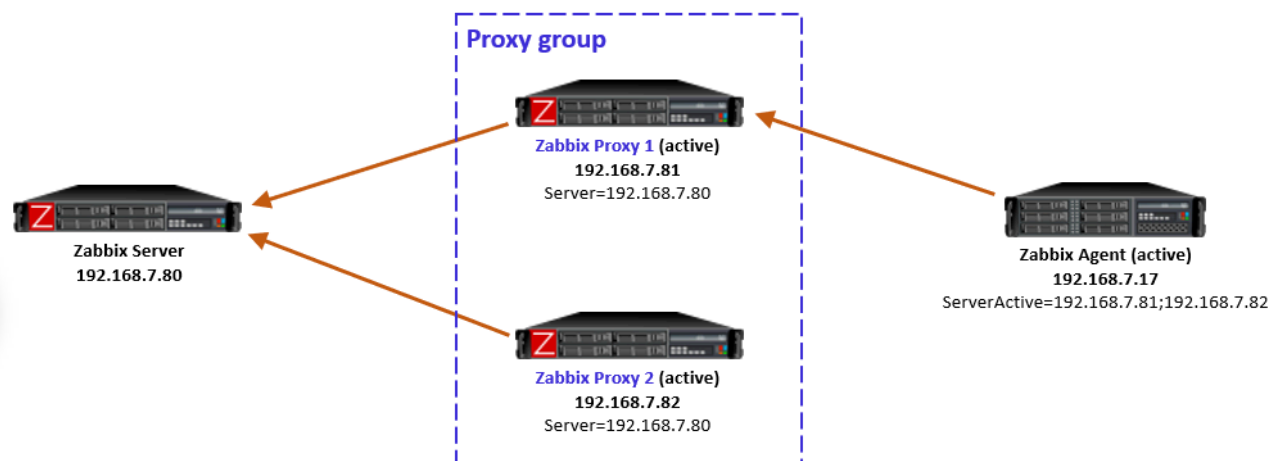 Proxy group
Z
Zabbix Proxy 1 (active)
192.168.7.81
Server=192.168.7.80
Z
Zabbix Server
192.168.7.80
Zabbix Agent (active)
192.168.7.17
ServerActive=192.168.7.81;192.168.7.82
Z
Zabbix Proxy 2 (active)
192.168.7.82
Server=192.168.7.80